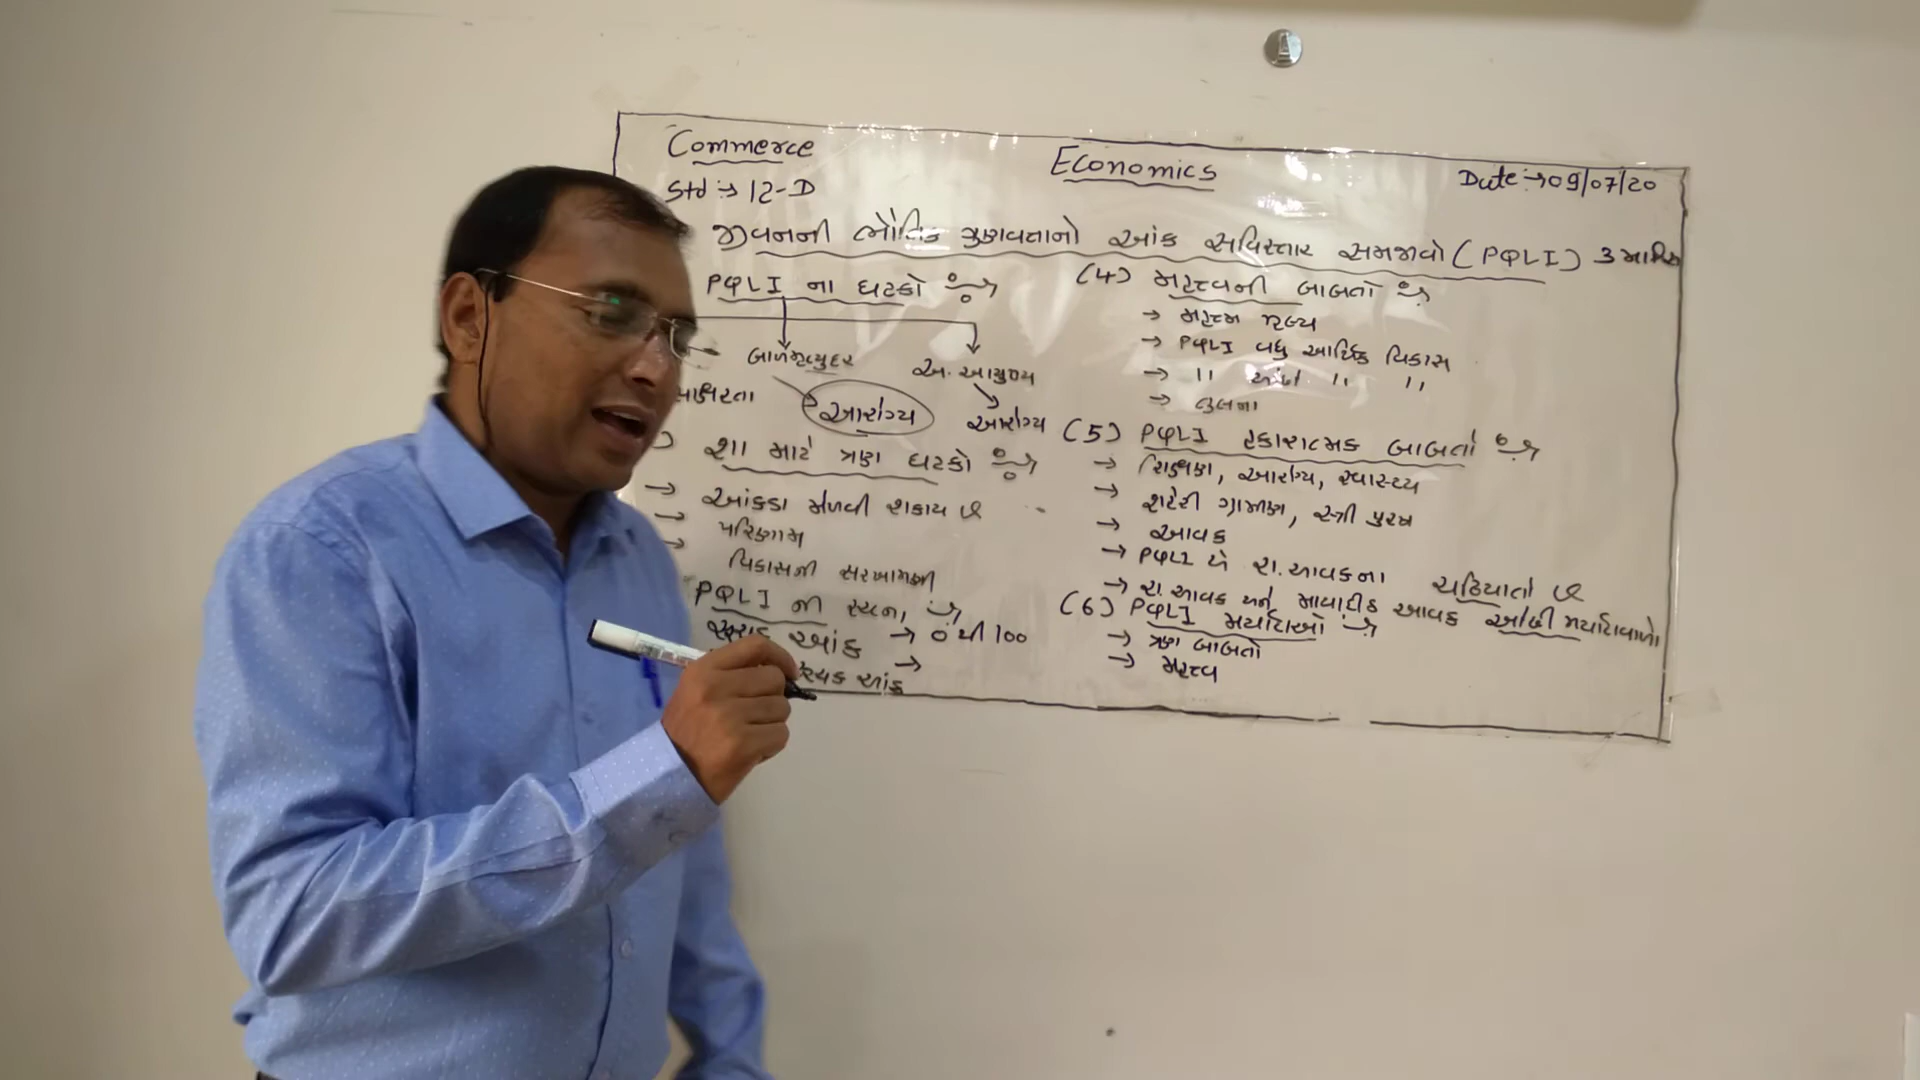 Commerce
Economics
Date → 09/07/20
Std :→ 12-D
જીવનની ભૌતિક ગુણવત્તાનો આંક સવિસ્તાર સમજાવો (PQLI) 3
PQLI ના ઘટકો
બાળમૃત્યુદર
અ. આયુષ્ય
સાક્ષરતા
આરોગ્ય
આરોગ્ય
શા માટે ત્રણ ઘટકો
→ આંકડા મેળવી શકાય છે
→ પરિણામ
→ વિકાસની સરખામણી
PQLI ની રચના
આંક → 0 થી 100
આંક →
(4) મહત્ત્વની બાબતો
→ મહત્તમ મૂલ્ય
→ PQLI વધુ આર્થિક વિકાસ
→ " " "
→ તુલના
(5) PQLI હકારાત્મક બાબતો
→ શિક્ષણ, આરોગ્ય, સ્વાસ્થ્ય
→ શહેરી ગ્રામીણ, સ્ત્રી પુરુષ
→ આવક
→ PQLI એ રા.આવકના ચઢિયાતો છે
→ રા.આવક અને માથાદીઠ આવક ઓછી મર્યાદાવાળો
(6) PQLI મર્યાદાઓ
→ ત્રણ બાબતો
→ મહત્ત્વ